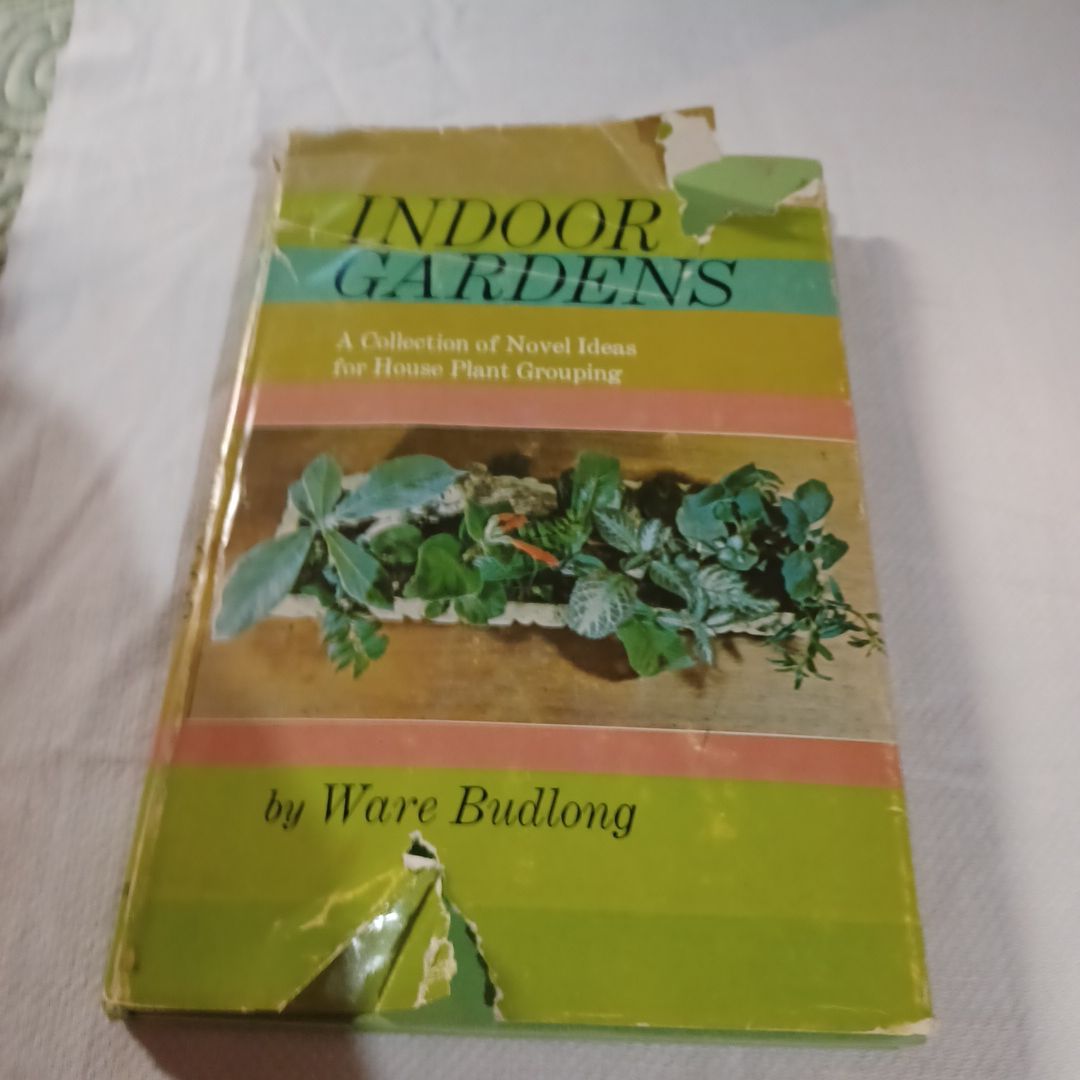 INDOOR
GARDENS
A Collection of Novel Ideas
for House Plant Grouping
by Ware Budlong